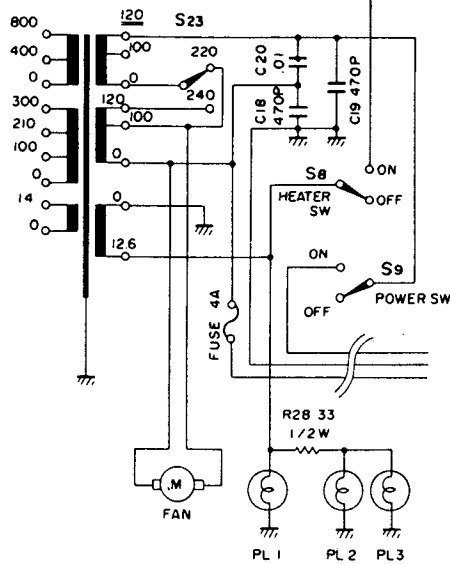 800
400
0
300
210
100
0
14
0
120
100
0
120
100
0
0
12.6
S23
220
240
C20
.01
C18
470P
C19 470P
S8
HEATER
SW
ON
OFF
ON
OFF
S9
POWER SW
FUSE 4A
R28 33
1/2W
M
FAN
PL 1
PL 2
PL3